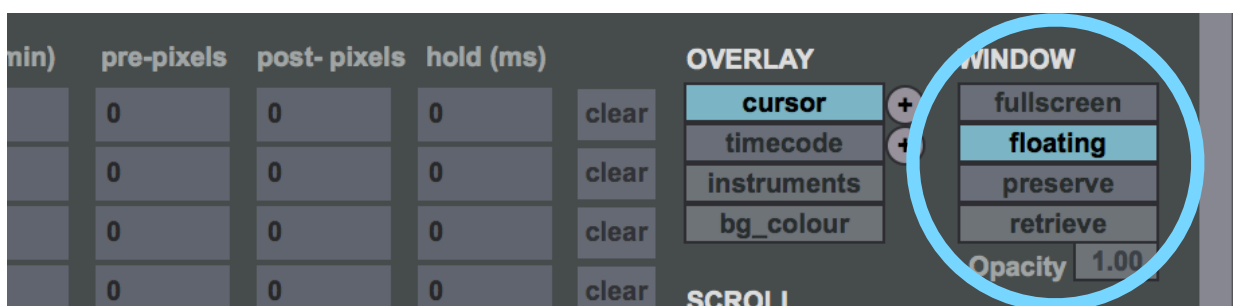 min) pre-pixels post- pixels hold (ms) OVERLAY WINDOW
0 0 0 clear cursor + fullscreen
timecode + floating
0 0 0 clear instruments preserve
0 0 0 clear bg_colour retrieve
Opacity 1.00
0 0 0 clear SCROLL